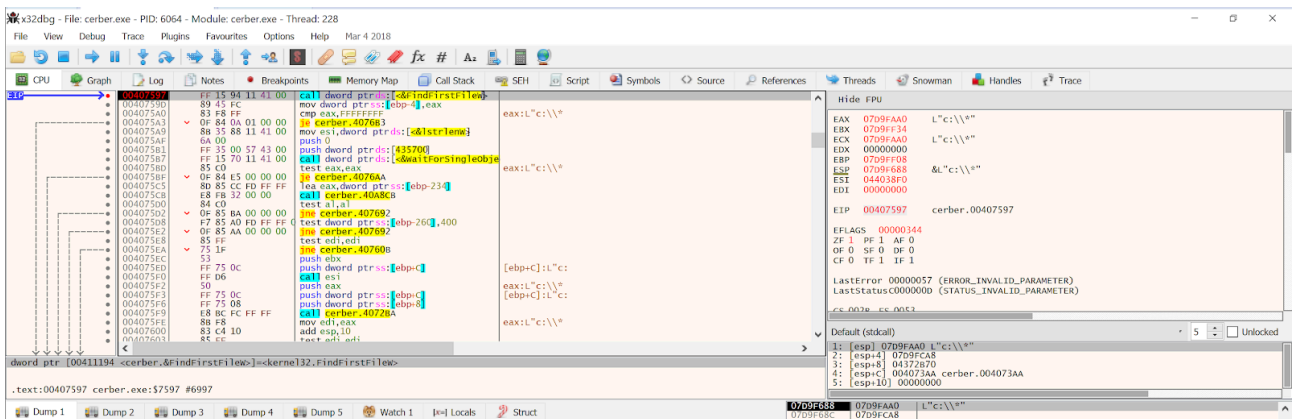 x32dbg - File: cerber.exe - PID: 6064 - Module: cerber.exe - Thread: 228
File View Debug Trace Plugins Favourites Options Help Mar 4 2018
CPU Graph Log Notes Breakpoints Memory Map Call Stack SEH Script Symbols Source References Threads Snowman Handles Trace
EIP 00407597 FF 15 94 11 41 00 call dword ptr ds:[<&FindFirstFileW>
0040759D 89 45 FC mov dword ptr ss:[ebp-4],eax
004075A0 83 F8 FF cmp eax,FFFFFFFF eax:L"c:\\*"
004075A3 0F 84 0A 01 00 00 je cerber.4076B3
004075A9 8B 35 88 11 41 00 mov esi,dword ptr ds:[<&lstrlenW>
004075AF 6A 00 push 0
004075B1 FF 35 00 57 43 00 push dword ptr ds:[435700]
004075B7 FF 15 70 11 41 00 call dword ptr ds:[<&WaitForSingleObje
004075BD 85 C0 test eax,eax eax:L"c:\\*"
004075BF 0F 84 E5 00 00 00 je cerber.4076AA
004075C5 8D 85 CC FD FF FF lea eax,dword ptr ss:[ebp-234]
004075CB E8 FB 32 00 00 call cerber.40A8CB
004075D0 84 C0 test al,al
004075D2 0F 85 BA 00 00 00 jne cerber.407692
004075D8 F7 85 A0 FD FF FF 0 test dword ptr ss:[ebp-260],400
004075E2 0F 85 AA 00 00 00 jne cerber.407692
004075E8 85 FF test edi,edi
004075EA 75 1F jne cerber.40760B
004075EC 53 push ebx
004075ED FF 75 0C push dword ptr ss:[ebp+C] [ebp+C]:L"c:
004075F0 FF D6 call esi
004075F2 50 push eax eax:L"c:\\*"
004075F3 FF 75 0C push dword ptr ss:[ebp+C] [ebp+C]:L"c:
004075F6 FF 75 08 push dword ptr ss:[ebp+8]
004075F9 E8 BC FC FF FF call cerber.4072BA
004075FE 8B F8 mov edi,eax eax:L"c:\\*"
00407600 83 C4 10 add esp,10
00407603 85 FF test edi,edi
dword ptr [00411194 <cerber.&FindFirstFileW>]=<kernel32.FindFirstFileW>
.text:00407597 cerber.exe:$7597 #6997
Dump 1 Dump 2 Dump 3 Dump 4 Dump 5 Watch 1 [x=] Locals Struct
Hide FPU
EAX 07D9FAA0 L"c:\\*"
EBX 07D9FF34
ECX 07D9FAA0 L"c:\\*"
EDX 00000000
EBP 07D9FF08
ESP 07D9F688 &L"c:\\*"
ESI 044038F0
EDI 00000000
EIP 00407597 cerber.00407597
EFLAGS 00000344
ZF 1 PF 1 AF 0
OF 0 SF 0 DF 0
CF 0 TF 1 IF 1
LastError 00000057 (ERROR_INVALID_PARAMETER)
LastStatus C000000D (STATUS_INVALID_PARAMETER)
Default (stdcall) 5 Unlocked
1: [esp] 07D9FAA0 L"c:\\*"
2: [esp+4] 07D9FCA8
3: [esp+8] 04372B70
4: [esp+C] 004073AA cerber.004073AA
5: [esp+10] 00000000
07D9F688 07D9FAA0 L"c:\\*"
07D9F68C 07D9FCA8